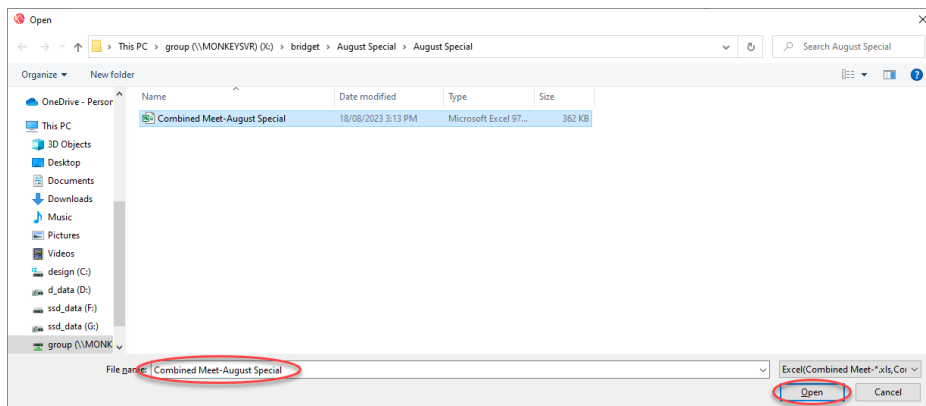 Open
This PC > group (\\MONKEYSVR) (X:) > bridget > August Special > August Special
Search August Special
Organize New folder
Name Date modified Type Size
Combined Meet-August Special 18/08/2023 3:13 PM Microsoft Excel 97... 362 KB
OneDrive - Person
This PC
3D Objects
Desktop
Documents
Downloads
Music
Pictures
Videos
design (C:)
d_data (D:)
ssd_data (F:)
ssd_data (G:)
group (\\MONK
File name: Combined Meet-August Special
Excel(Combined Meet-*.xls,Co
Open Cancel